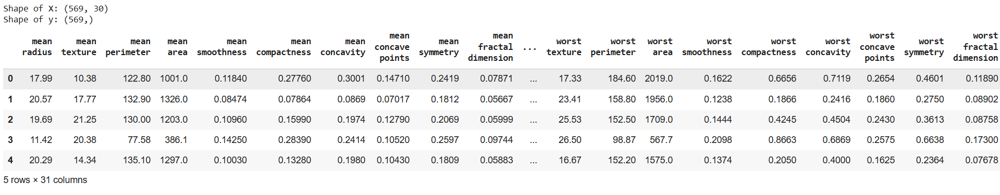 Shape of X: (569, 30)
Shape of y: (569,)
mean radius mean texture mean perimeter mean area mean smoothness mean compactness mean concavity mean concave points mean symmetry mean fractal dimension ... worst texture worst perimeter worst area worst smoothness worst compactness worst concavity worst concave points worst symmetry worst fractal dimension
0 17.99 10.38 122.80 1001.0 0.11840 0.27760 0.3001 0.14710 0.2419 0.07871 ... 17.33 184.60 2019.0 0.1622 0.6656 0.7119 0.2654 0.4601 0.11890
1 20.57 17.77 132.90 1326.0 0.08474 0.07864 0.0869 0.07017 0.1812 0.05667 ... 23.41 158.80 1956.0 0.1238 0.1866 0.2416 0.1860 0.2750 0.08902
2 19.69 21.25 130.00 1203.0 0.10960 0.15990 0.1974 0.12790 0.2069 0.05999 ... 25.53 152.50 1709.0 0.1444 0.4245 0.4504 0.2430 0.3613 0.08758
3 11.42 20.38 77.58 386.1 0.14250 0.28390 0.2414 0.10520 0.2597 0.09744 ... 26.50 98.87 567.7 0.2098 0.8663 0.6869 0.2575 0.6638 0.17300
4 20.29 14.34 135.10 1297.0 0.10030 0.13280 0.1980 0.10430 0.1809 0.05883 ... 16.67 152.20 1575.0 0.1374 0.2050 0.4000 0.1625 0.2364 0.07678
5 rows × 31 columns